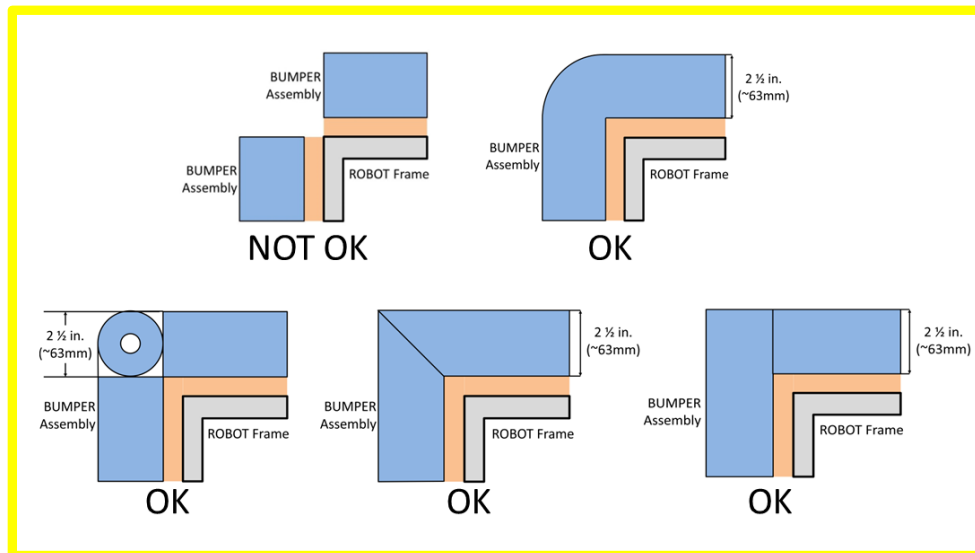 BUMPER
Assembly
BUMPER
Assembly
ROBOT Frame
NOT OK
2 ½ in.
(~63mm)
BUMPER
Assembly
ROBOT Frame
OK
2 ½ in.
(~63mm)
BUMPER
Assembly
ROBOT Frame
OK
2 ½ in.
(~63mm)
BUMPER
Assembly
ROBOT Frame
OK
2 ½ in.
(~63mm)
BUMPER
Assembly
ROBOT Frame
OK